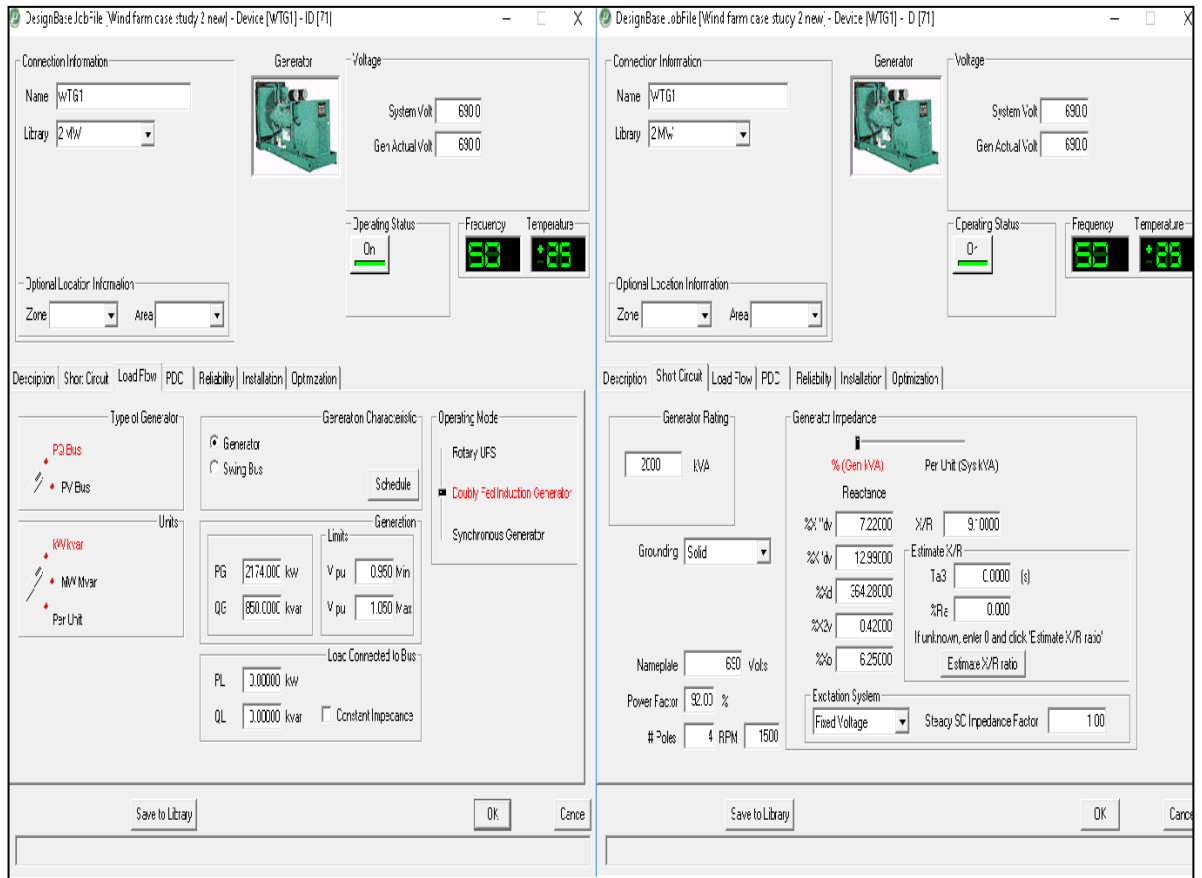 DesignBase JobFile [Wind farm case study 2 new] - Device [WTG1] - ID [71]
Connection Information
Generator
Voltage
Name WTG1
System Volt 690.0
Library 2 MW
Gen Actual Volt 690.0
Operating Status
Frequency
Temperature
On
50
+25
Optional Location Information
Zone
Area
Description Short Circuit Load Flow PDC Reliability Installation Optimization
Type of Generator
Generation Characteristic
Operating Mode
PQ Bus
PV Bus
Generator
Swing Bus
Schedule
Rotary UPS
Doubly Fed Induction Generator
Synchronous Generator
Units
kW kvar
MW Mvar
Per Unit
Generation
Limits
PG 2174.000 kW
V pu 0.950 Min
QG 850.0000 kvar
V pu 1.050 Max
Load Connected to Bus
PL 0.00000 kW
QL 0.00000 kvar
Constant Impedance
Save to Library
OK
Cance
DesignBase JobFile [Wind farm case study 2 new] - Device [WTG1] - ID [71]
Connection Information
Generator
Voltage
Name WTG1
System Volt 690.0
Library 2 MW
Gen Actual Volt 690.0
Operating Status
Frequency
Temperature
On
50
+25
Optional Location Information
Zone
Area
Description Short Circuit Load Flow PDC Reliability Installation Optimization
Generator Rating
2000 kVA
Generator Impedance
% (Gen kVA)
Per Unit (Sys kVA)
Reactance
%X"dv 7.22000
X/R 9.10000
%X'dv 12.99000
%Xd 364.28000
%X2v 0.42000
%Xo 6.25000
Estimate X/R
Ta3 0.0000 (s)
%Ra 0.000
If unknown, enter 0 and click 'Estimate X/R ratio'
Estimate X/R ratio
Grounding Solid
Nameplate 690 Volts
Power Factor 92.00 %
# Poles 4 RPM 1500
Excitation System
Fixed Voltage
Steady SC Impedance Factor 1.00
Save to Library
OK
Cance